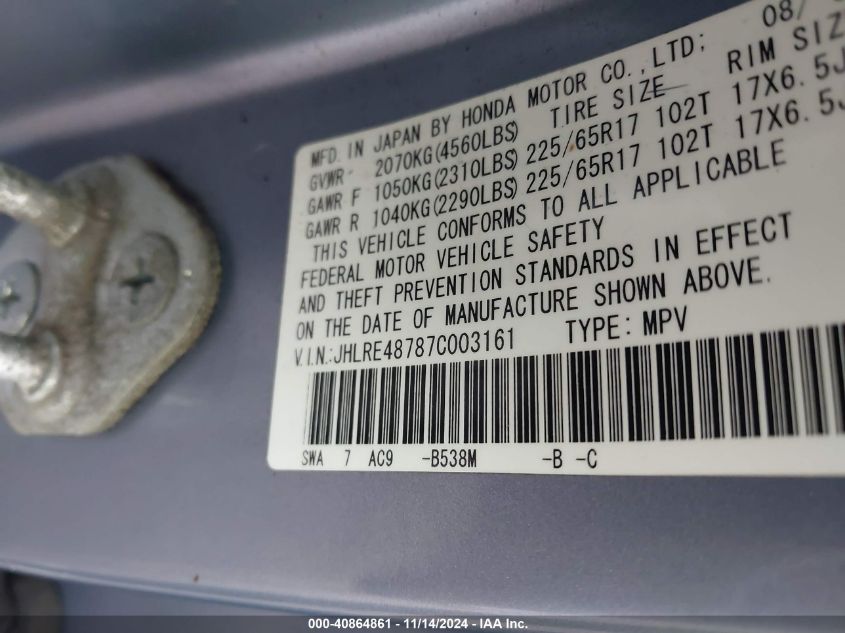 MFD. IN JAPAN BY HONDA MOTOR CO., LTD; 08/
GVWR 2070KG(4560LBS) TIRE SIZE RIM SIZ
GAWR F 1050KG(2310LBS) 225/65R17 102T 17X6.5J
GAWR R 1040KG(2290LBS) 225/65R17 102T 17X6.5J
THIS VEHICLE CONFORMS TO ALL APPLICABLE
FEDERAL MOTOR VEHICLE SAFETY
AND THEFT PREVENTION STANDARDS IN EFFECT
ON THE DATE OF MANUFACTURE SHOWN ABOVE.
V.I.N.:JHLRE48787C003161 TYPE: MPV
SWA 7 AC9 -B538M -B -C
000-40864861 - 11/14/2024 - IAA Inc.